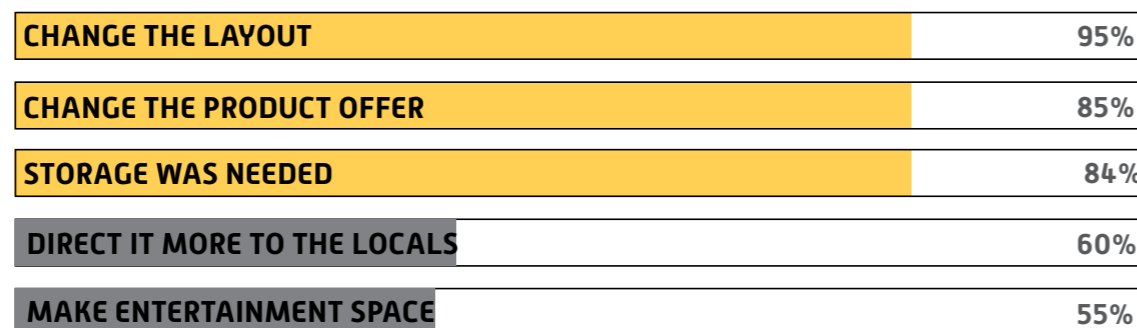 CHANGE THE LAYOUT 95%
CHANGE THE PRODUCT OFFER 85%
STORAGE WAS NEEDED 84%
DIRECT IT MORE TO THE LOCALS 60%
MAKE ENTERTAINMENT SPACE 55%